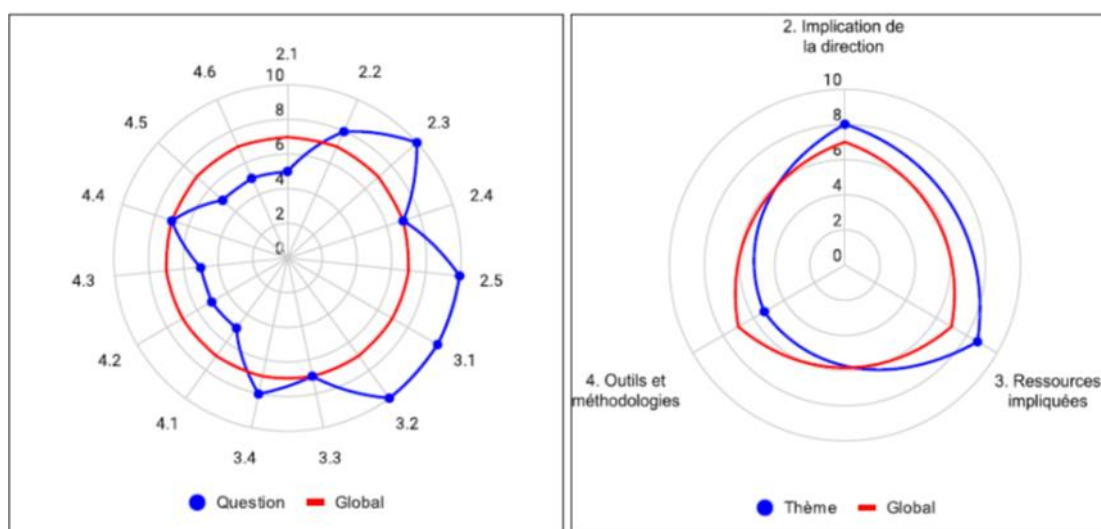 2.1
2.2
2.3
2.4
2.5
3.1
3.2
3.3
3.4
4.1
4.2
4.3
4.4
4.5
4.6
10
8
6
4
2
0
Question
Global
2. Implication de
la direction
10
8
6
4
2
0
3. Ressources
impliquées
4. Outils et
méthodologies
Thème
Global